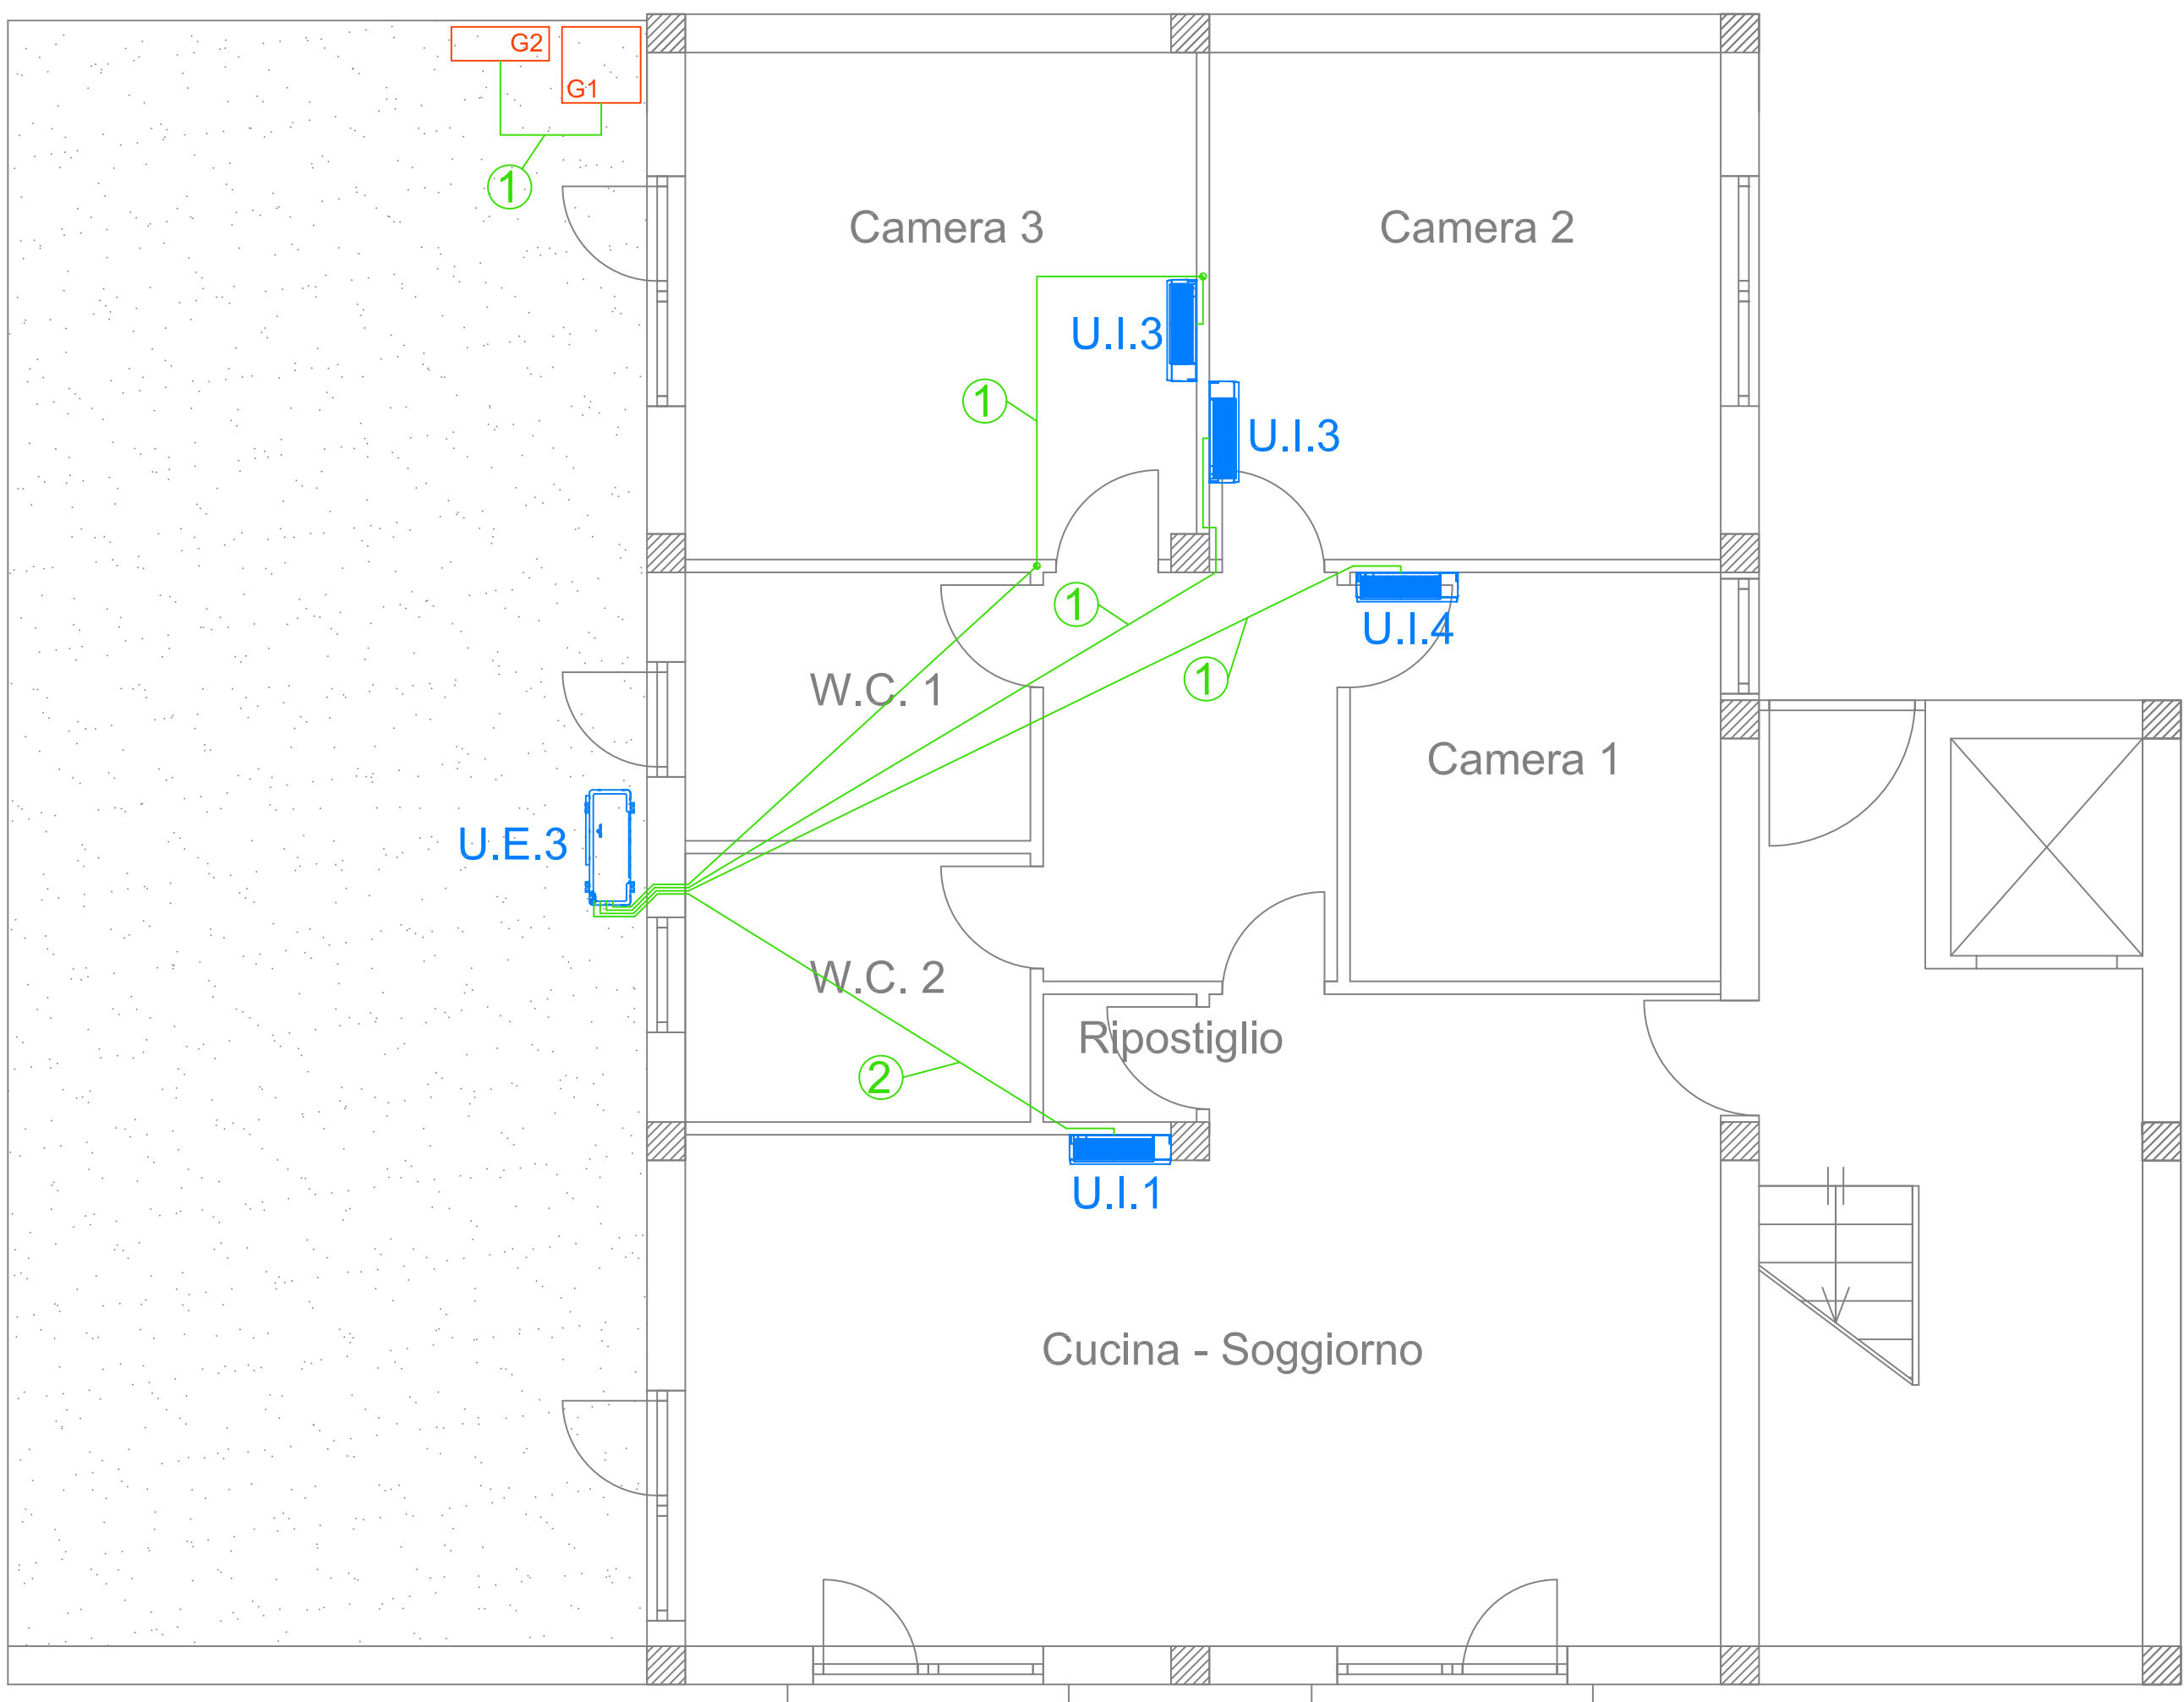 G2
G1
1
Camera 3
Camera 2
U.I.3
1
U.I.3
1
U.I.4
1
W.C. 1
Camera 1
U.E.3
W.C. 2
Ripostiglio
2
U.I.1
Cucina - Soggiorno